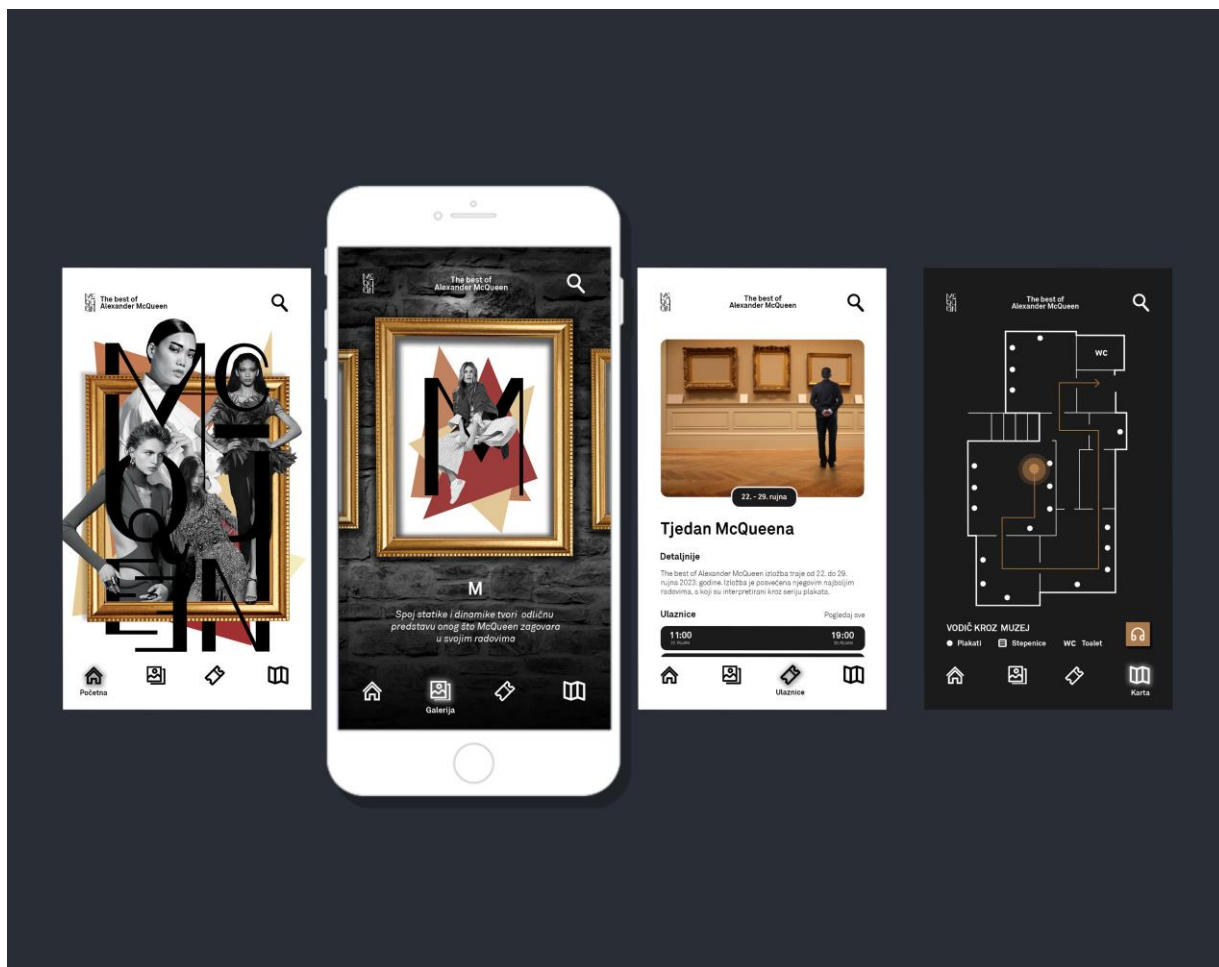 The best of
Alexander McQueen
MC
QU
EEN
Početna
The best of
Alexander McQueen
M
M
Spoj statike i dinamike tvori odličnu
predstavu onog što McQueen zagovara
u svojim radovima
Galerija
The best of
Alexander McQueen
22. - 29. rujna
Tjedan McQueena
Detaljnije
The best of Alexander McQueen izložba traje od 22. do 29.
rujna 2023. godine. Izložba je posvećena njegovim najboljim
radovima, a koji su interpretirani kroz seriju plakata.
Ulaznice
Pogledaj sve
11:00
19:00
Ulaznice
The best of
Alexander McQueen
WC
VODIČ KROZ MUZEJ
Plakati
Stepenice
WC Toalet
Karta